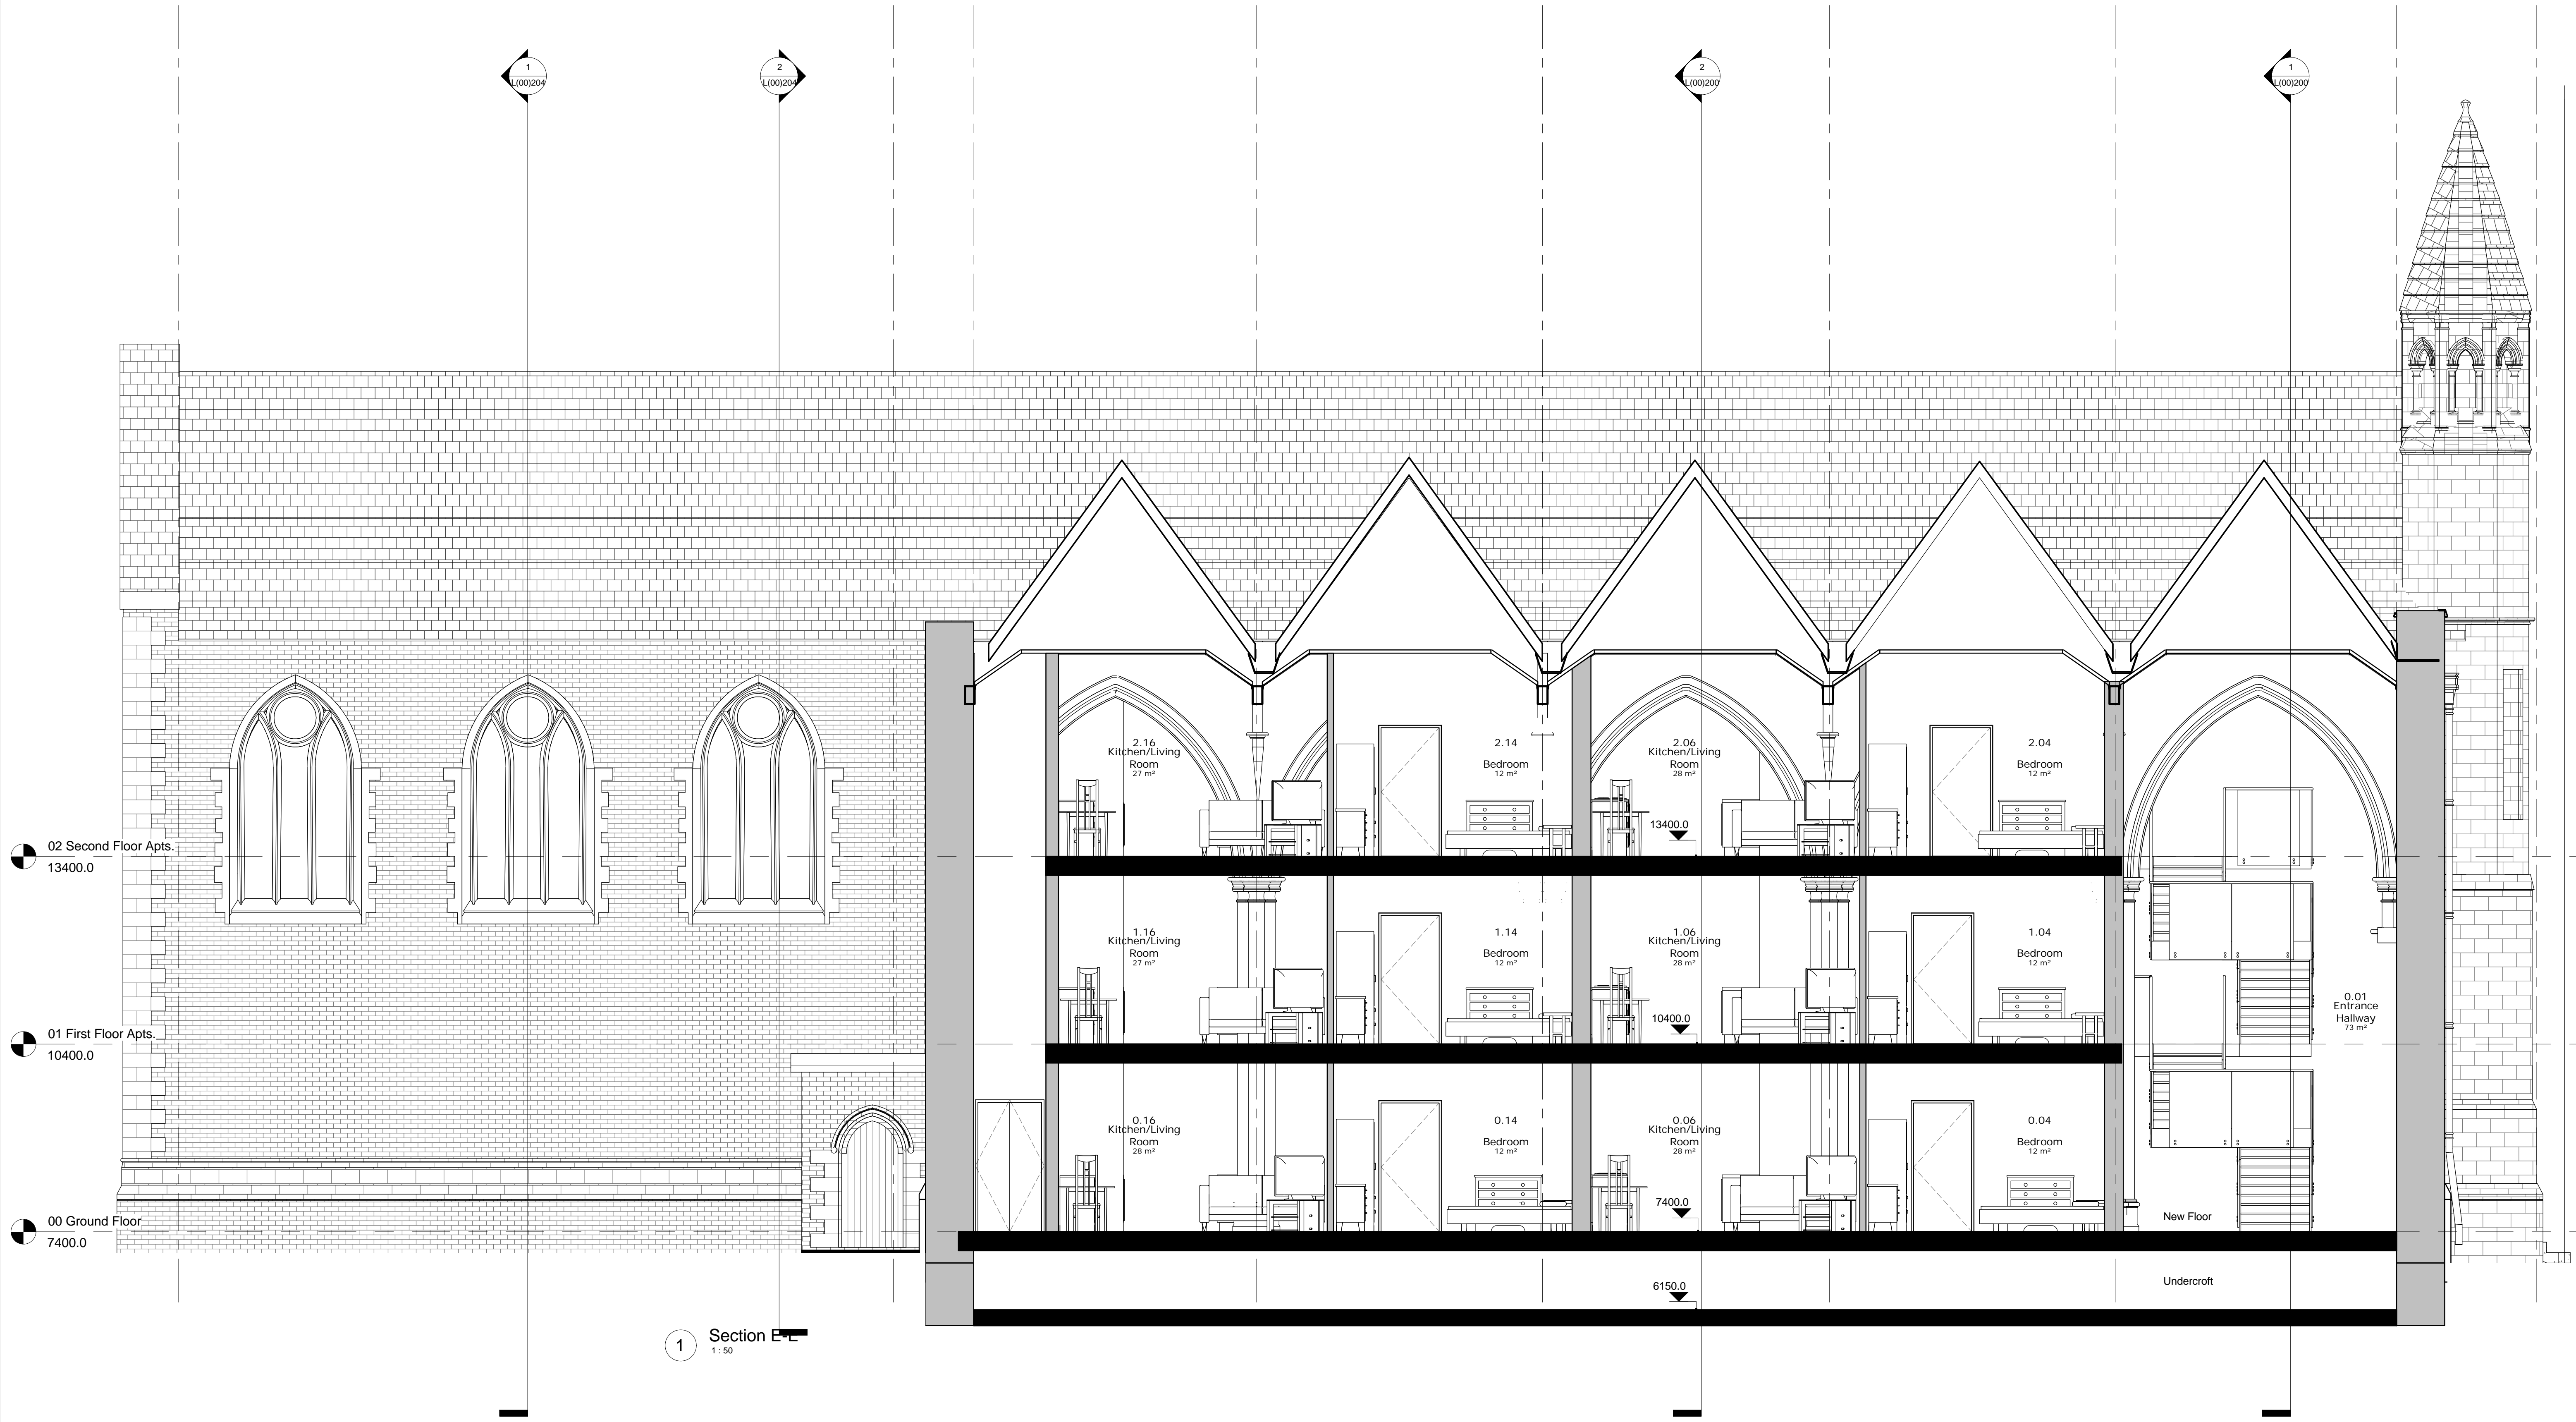 1
L(00)204
2
L(00)204
2
L(00)200
1
L(00)200
2.16
Kitchen/Living
Room
27 m²
2.14
Bedroom
12 m²
2.06
Kitchen/Living
Room
28 m²
2.04
Bedroom
12 m²
13400.0
02 Second Floor Apts.
13400.0
1.16
Kitchen/Living
Room
27 m²
1.14
Bedroom
12 m²
1.06
Kitchen/Living
Room
28 m²
1.04
Bedroom
12 m²
0.01
Entrance
Hallway
73 m²
10400.0
01 First Floor Apts.
10400.0
0.16
Kitchen/Living
Room
28 m²
0.14
Bedroom
12 m²
0.06
Kitchen/Living
Room
28 m²
0.04
Bedroom
12 m²
7400.0
New Floor
00 Ground Floor
7400.0
Undercroft
6150.0
1
Section E-E
1 : 50